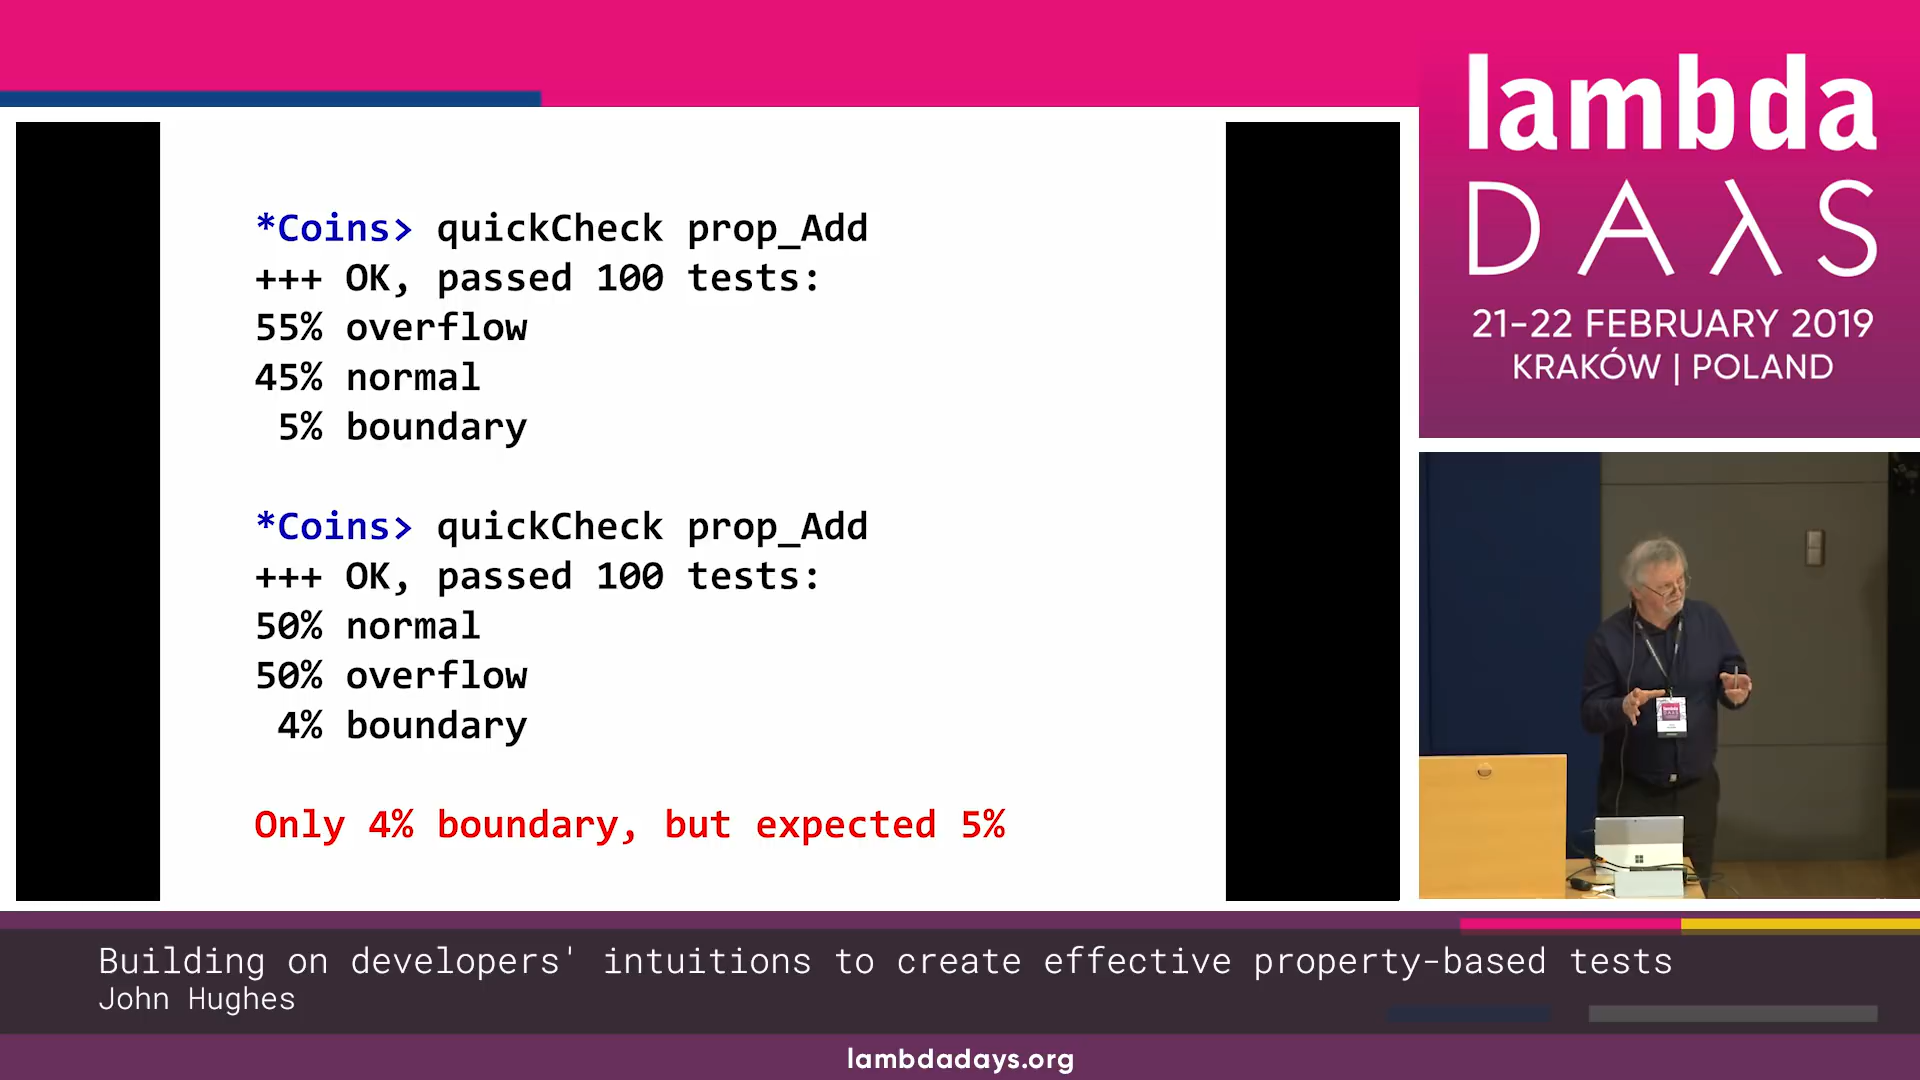 *Coins> quickCheck prop_Add
+++ OK, passed 100 tests:
55% overflow
45% normal
5% boundary
*Coins> quickCheck prop_Add
+++ OK, passed 100 tests:
50% normal
50% overflow
4% boundary
Only 4% boundary, but expected 5%
lambda
DAλS
21-22 FEBRUARY 2019
KRAKÓW | POLAND
lambda
DAλS
Building on developers' intuitions to create effective property-based tests
John Hughes
lambdadays.org